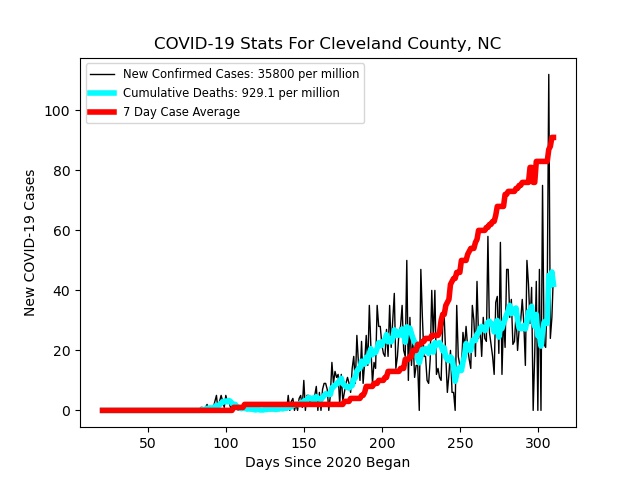 COVID-19 Stats For Cleveland County, NC
New Confirmed Cases: 35800 per million
Cumulative Deaths: 929.1 per million
7 Day Case Average
New COVID-19 Cases
100
80
60
40
20
0
50 100 150 200 250 300
Days Since 2020 Began